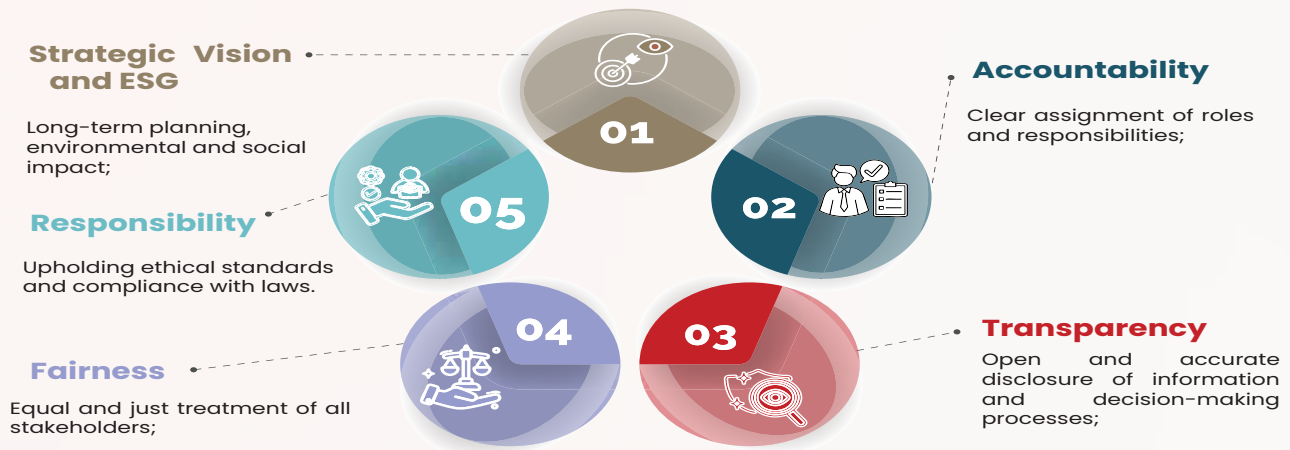 Strategic Vision
and ESG
Long-term planning,
environmental and social
impact;
01
Accountability
Clear assignment of roles
and responsibilities;
02
Transparency
Open and accurate
disclosure of information
and decision-making
processes;
03
Fairness
Equal and just treatment of all
stakeholders;
04
Responsibility
Upholding ethical standards
and compliance with laws.
05